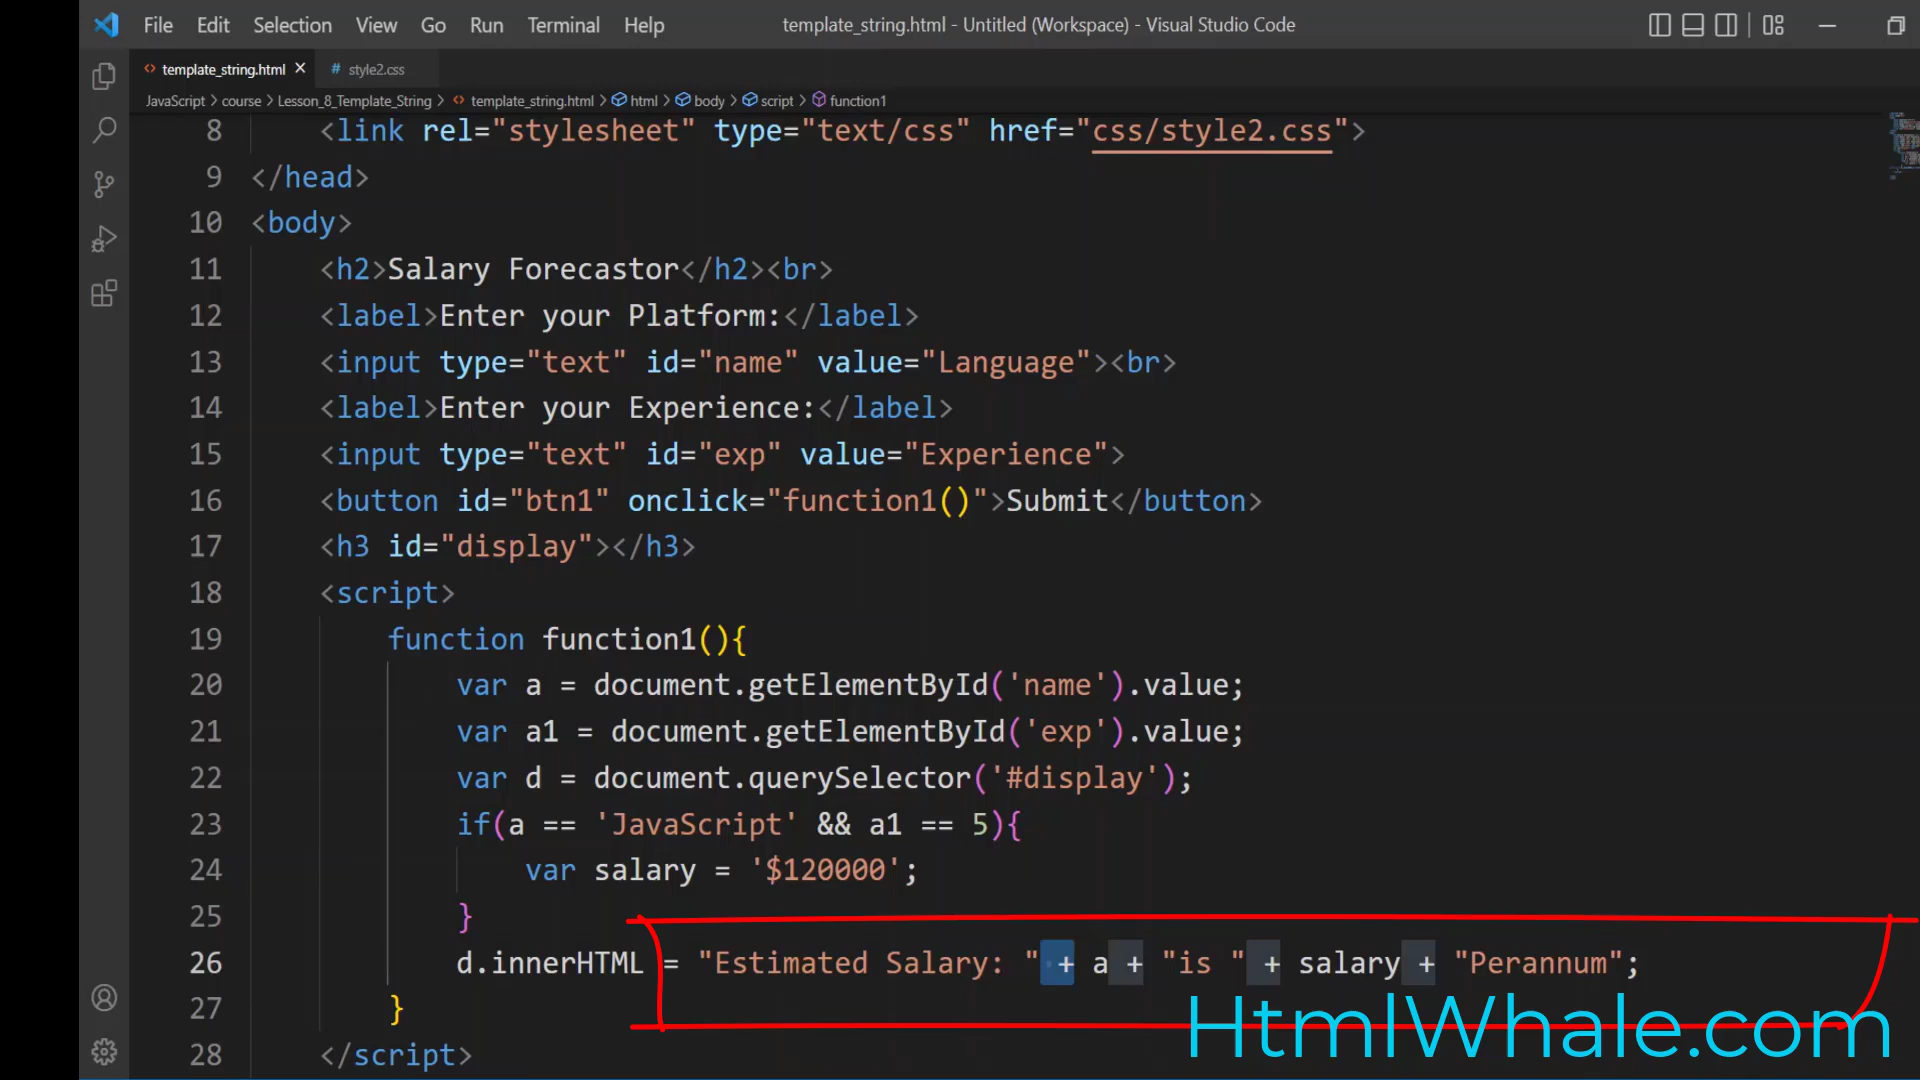 File Edit Selection View Go Run Terminal Help template_string.html - Untitled (Workspace) - Visual Studio Code
template_string.html × # style2.css
JavaScript > course > Lesson_8_Template_String > template_string.html > html > body > script > function1
8 <link rel="stylesheet" type="text/css" href="css/style2.css">
9 </head>
10 <body>
11 <h2>Salary Forecastor</h2><br>
12 <label>Enter your Platform:</label>
13 <input type="text" id="name" value="Language"><br>
14 <label>Enter your Experience:</label>
15 <input type="text" id="exp" value="Experience">
16 <button id="btn1" onclick="function1()">Submit</button>
17 <h3 id="display"></h3>
18 <script>
19 function function1(){
20 var a = document.getElementById('name').value;
21 var a1 = document.getElementById('exp').value;
22 var d = document.querySelector('#display');
23 if(a == 'JavaScript' && a1 == 5){
24 var salary = '$120000';
25 }
26 d.innerHTML = "Estimated Salary: " + a + "is " + salary + "Perannum";
27 }
28 </script>
HtmlWhale.com